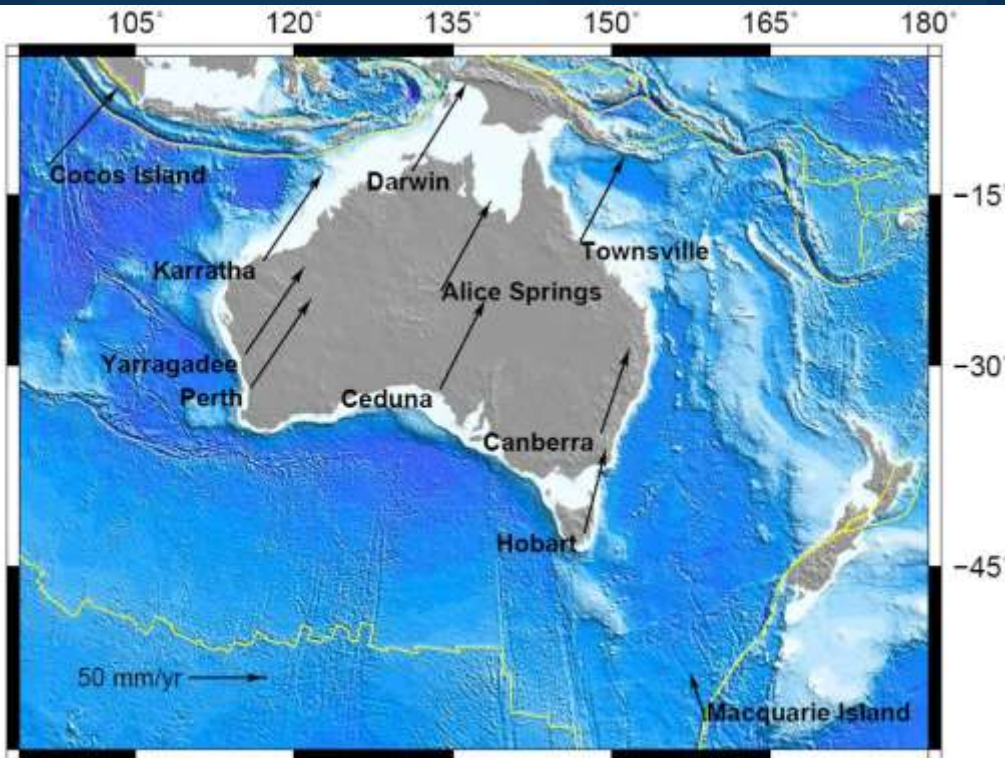 105° 120° 135° 150° 165° 180°
Cocos Island
Darwin
−15°
Townsville
Karratha
Alice Springs
Yarragadee
−30°
Perth
Ceduna
Canberra
Hobart
−45°
50 mm/yr
Macquarie Island